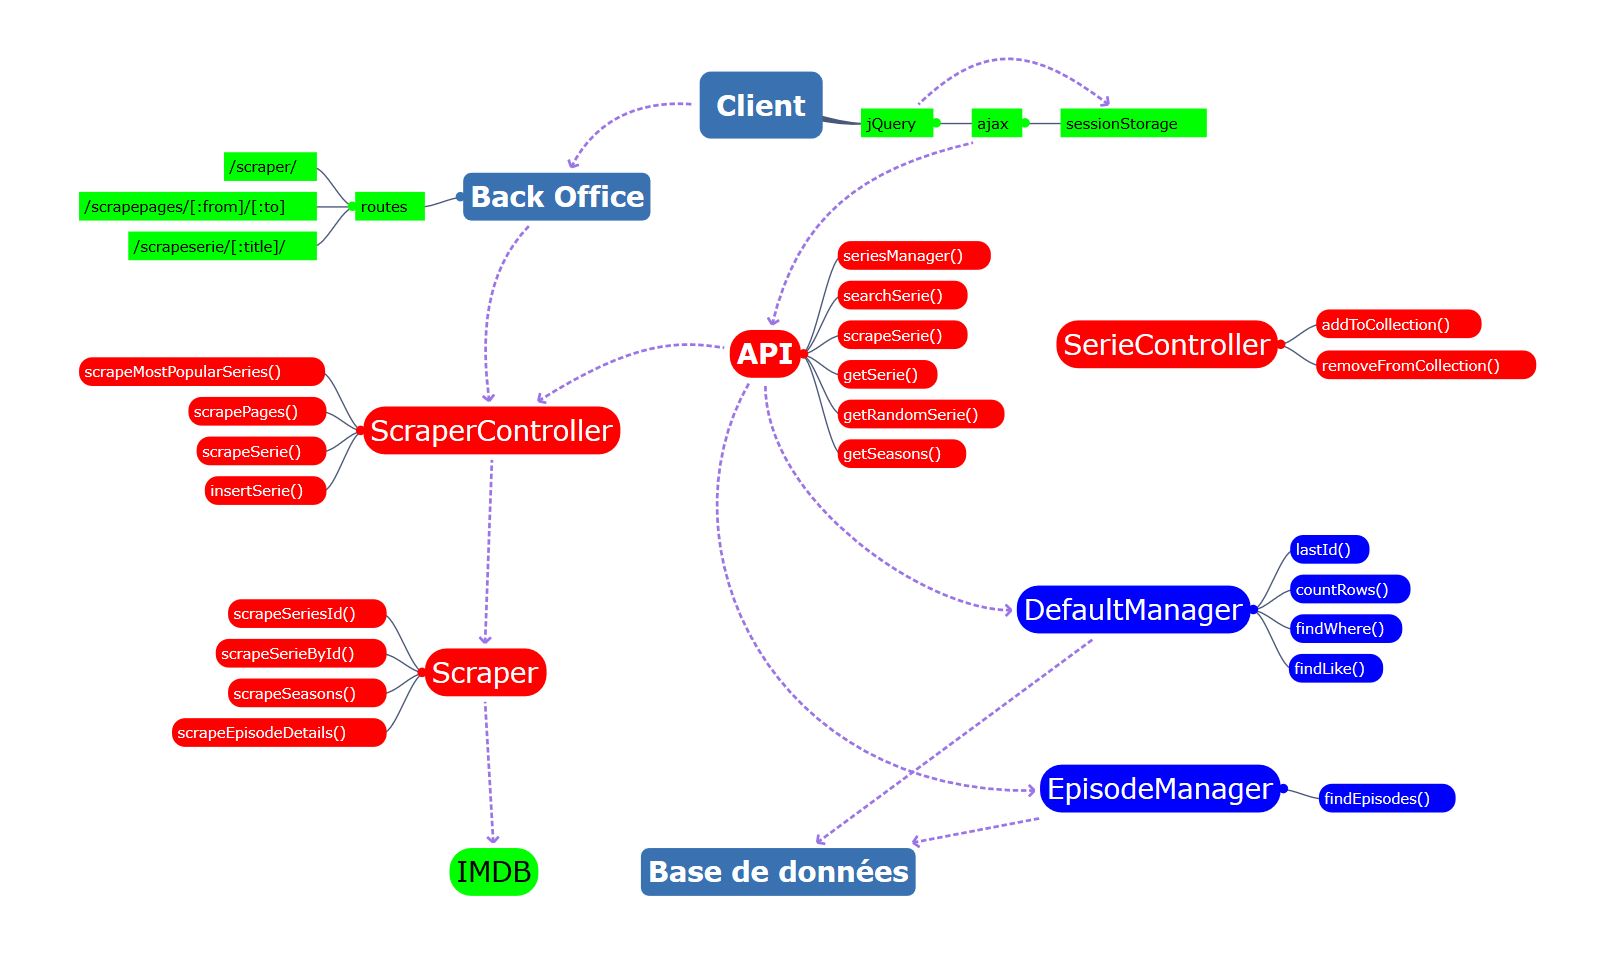 Client
jQuery
ajax
sessionStorage
/scraper/
/scrapepages/[:from]/[:to]
/scrapeserie/[:title]/
routes
Back Office
seriesManager()
searchSerie()
scrapeSerie()
getSerie()
getRandomSerie()
getSeasons()
API
SerieController
addToCollection()
removeFromCollection()
scrapeMostPopularSeries()
scrapePages()
scrapeSerie()
insertSerie()
ScraperController
lastId()
countRows()
findWhere()
findLike()
DefaultManager
scrapeSeriesId()
scrapeSerieById()
scrapeSeasons()
scrapeEpisodeDetails()
Scraper
EpisodeManager
findEpisodes()
IMDB
Base de données